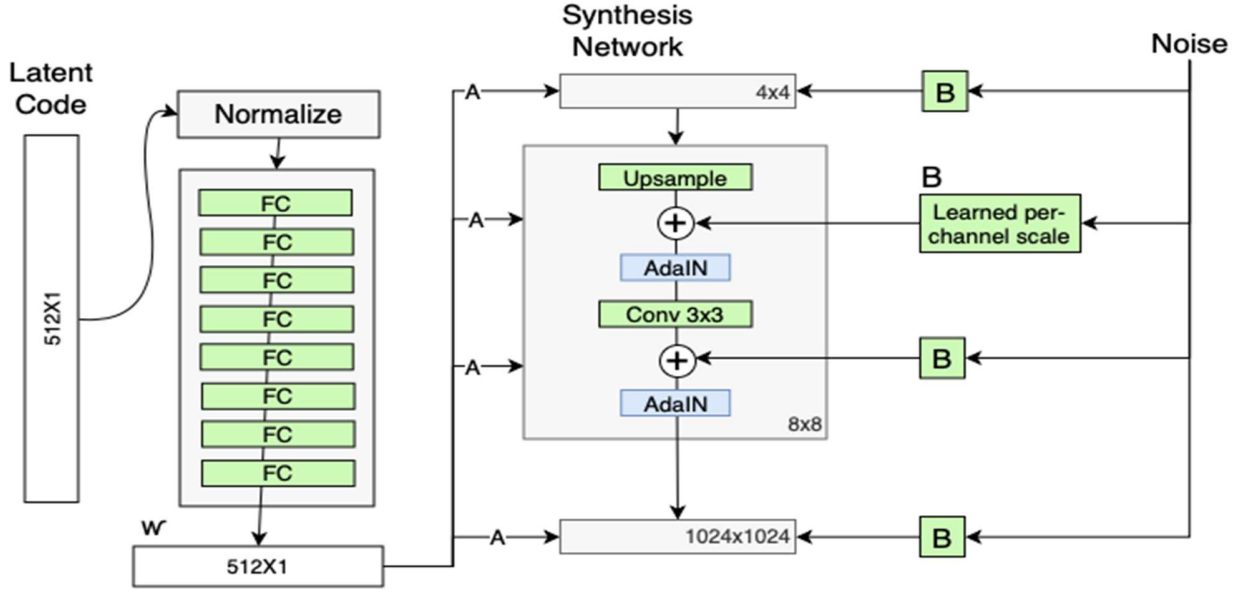 Latent
Code
512X1
Normalize
FC
FC
FC
FC
FC
FC
FC
FC
w
512X1
Synthesis
Network
Noise
A
4x4
B
Upsample
B
Learned per-
channel scale
A
+
AdaIN
Conv 3x3
A
+
B
AdaIN
8x8
A
1024x1024
B